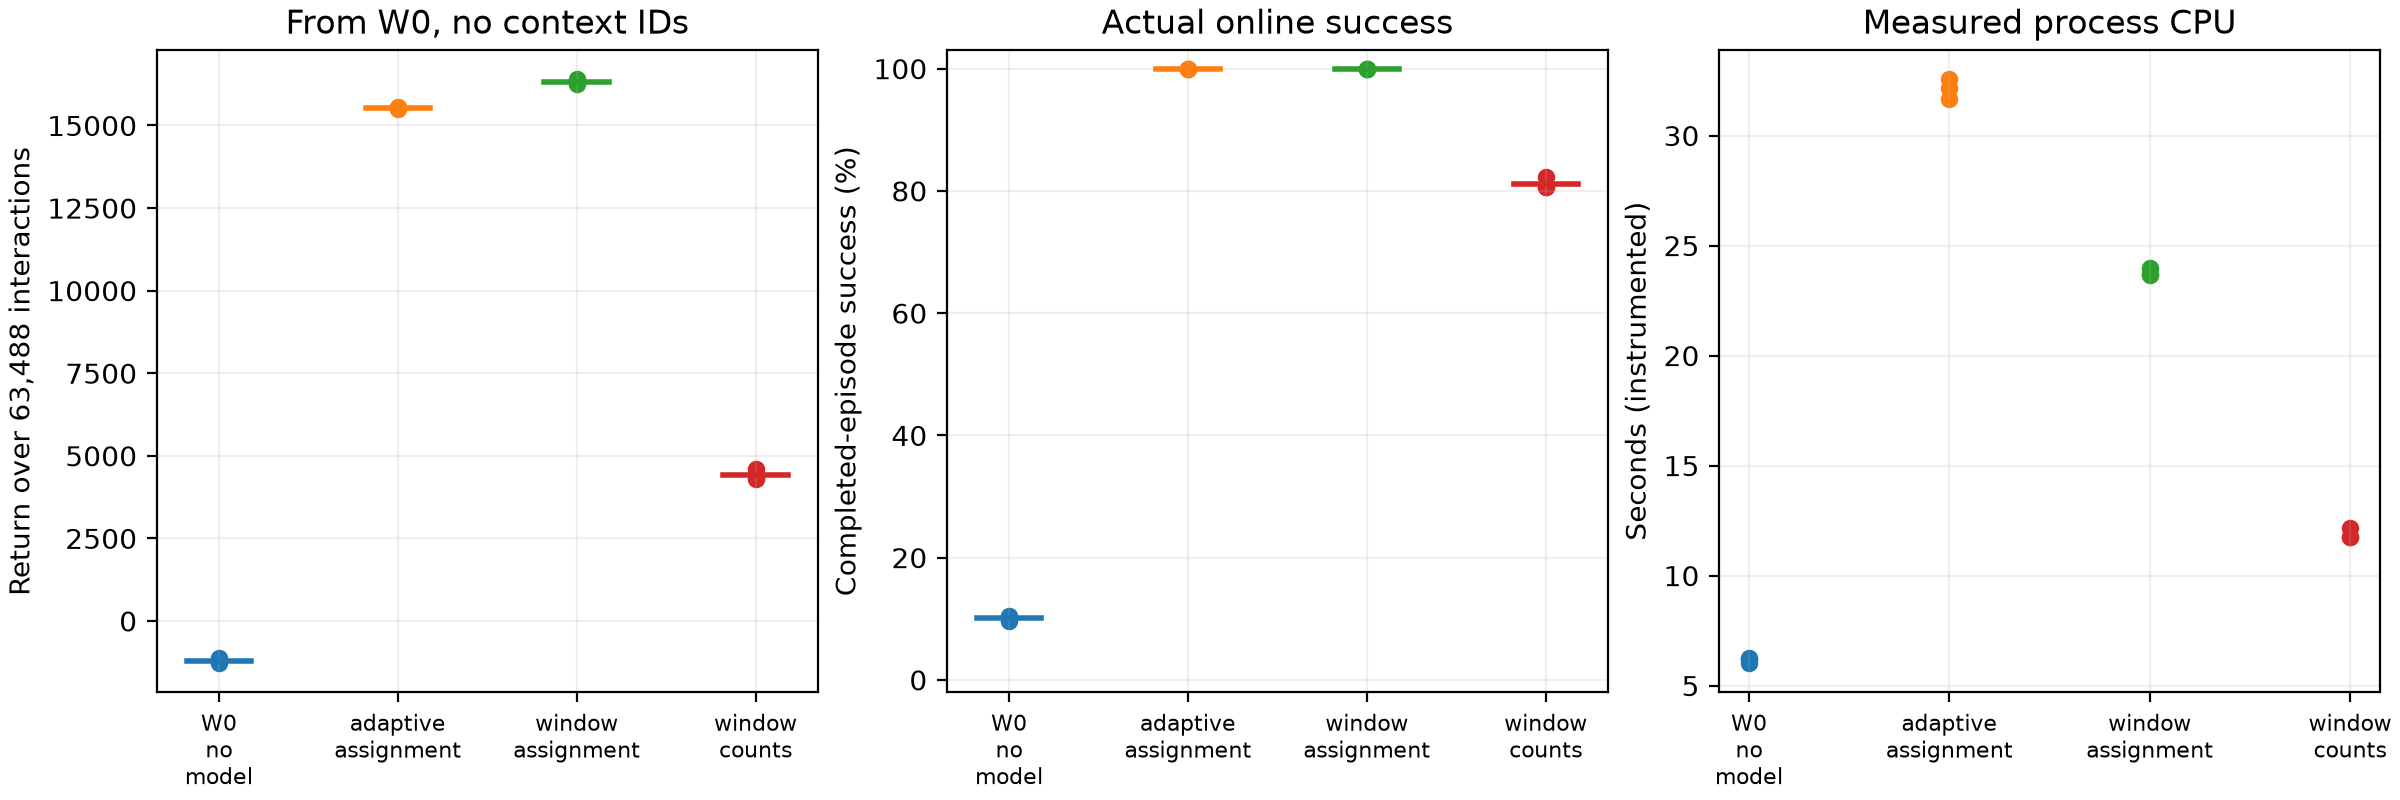 From W0, no context IDs
Return over 63,488 interactions
15000
12500
10000
7500
5000
2500
0
W0
no
model
adaptive
assignment
window
assignment
window
counts
Actual online success
Completed-episode success (%)
100
80
60
40
20
0
W0
no
model
adaptive
assignment
window
assignment
window
counts
Measured process CPU
Seconds (instrumented)
30
25
20
15
10
5
W0
no
model
adaptive
assignment
window
assignment
window
counts